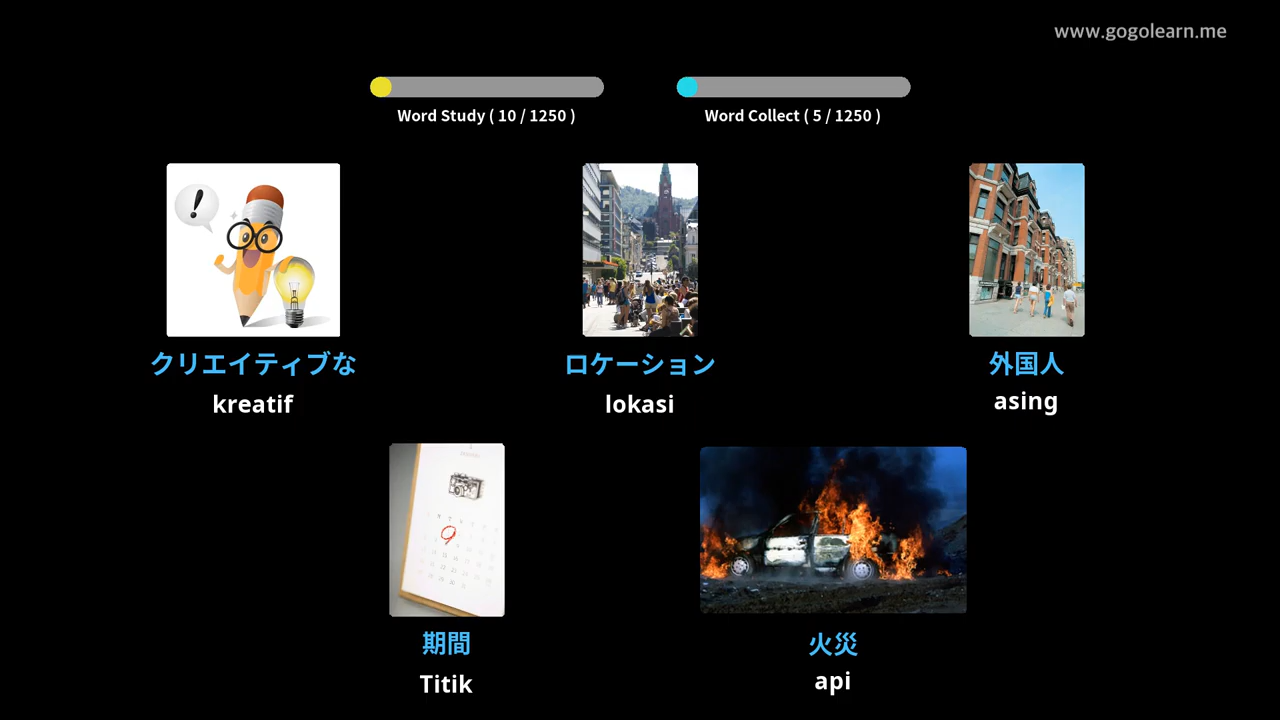 www.gogolearn.me
Word Study ( 10 / 1250 )
Word Collect ( 5 / 1250 )
クリエイティブな
kreatif
ロケーション
lokasi
外国人
asing
期間
Titik
火災
api